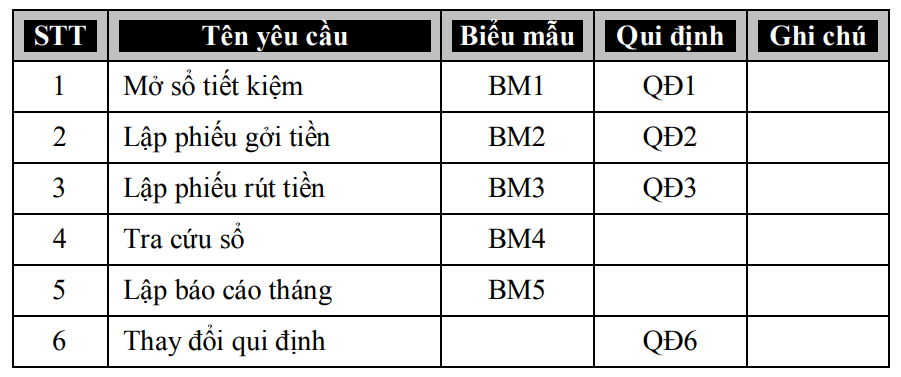 STT Tên yêu cầu Biểu mẫu Qui định Ghi chú
1 Mở sổ tiết kiệm BM1 QĐ1
2 Lập phiếu gởi tiền BM2 QĐ2
3 Lập phiếu rút tiền BM3 QĐ3
4 Tra cứu sổ BM4
5 Lập báo cáo tháng BM5
6 Thay đổi qui định QĐ6